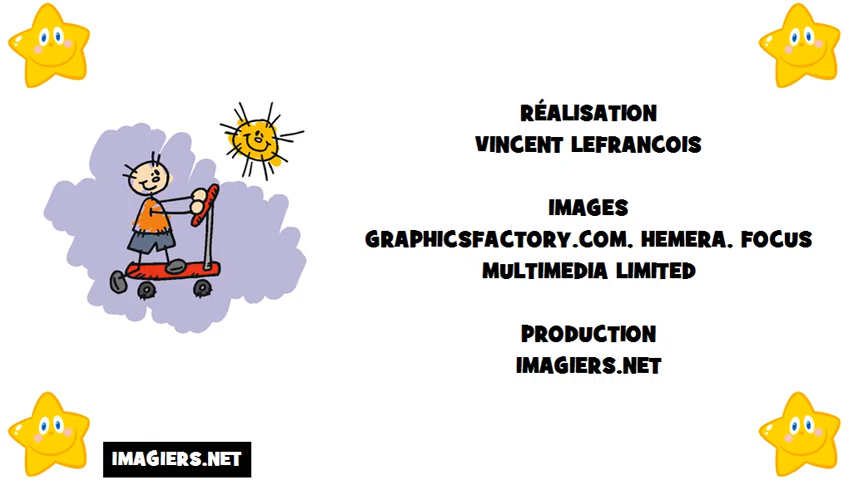 RÉALISATION
VINCENT LEFRANCOIS
IMAGES
GRAPHICSFACTORY.COM, HEMERA, FOCUS
MULTIMEDIA LIMITED
PRODUCTION
IMAGIERS.NET
IMAGIERS.NET